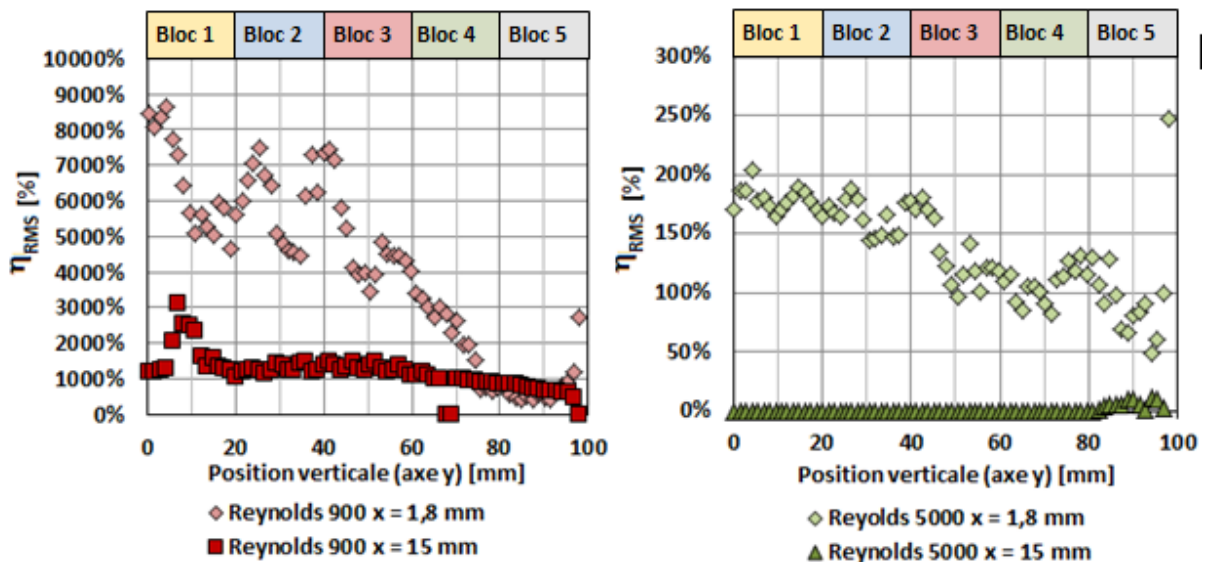 Bloc 1 Bloc 2 Bloc 3 Bloc 4 Bloc 5
10000%
9000%
8000%
7000%
6000%
5000%
4000%
3000%
2000%
1000%
0%
ηRMS [%]
0 20 40 60 80 100
Position verticale (axe y) [mm]
Reynolds 900 x = 1,8 mm
Reynolds 900 x = 15 mm
Bloc 1 Bloc 2 Bloc 3 Bloc 4 Bloc 5
300%
250%
200%
150%
100%
50%
0%
ηRMS [%]
0 20 40 60 80 100
Position verticale (axe y) [mm]
Reyolds 5000 x = 1,8 mm
Reynolds 5000 x = 15 mm